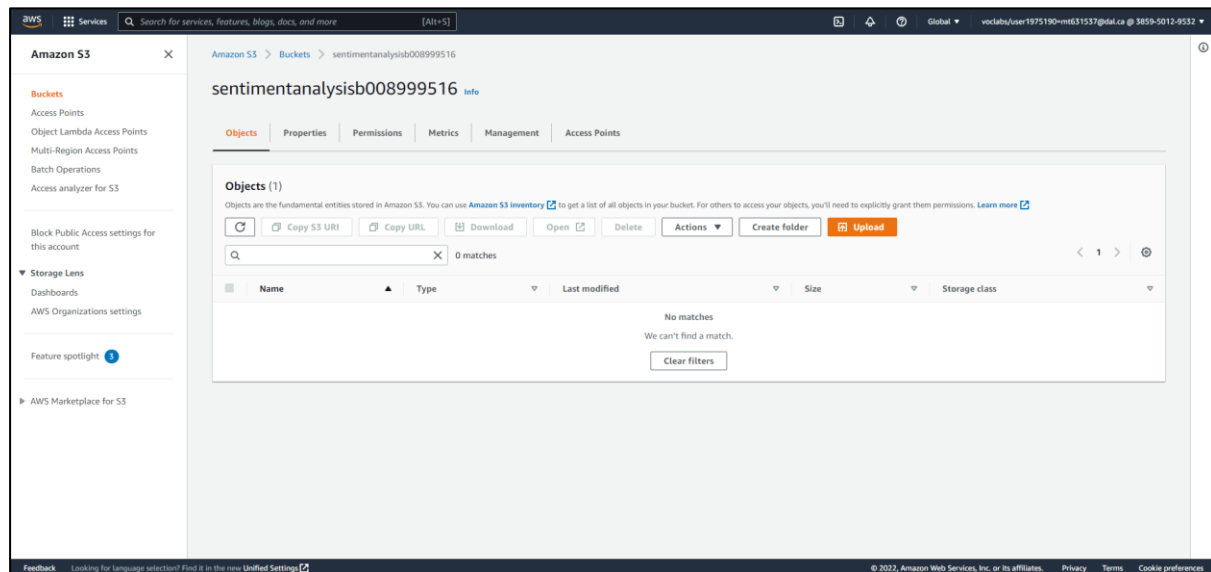 aws Services Search for services, features, blogs, docs, and more [Alt+S] Global voclabs/user1975190=mt631537@dal.ca @ 3859-5012-9532
Amazon S3
Buckets
Access Points
Object Lambda Access Points
Multi-Region Access Points
Batch Operations
Access analyzer for S3
Block Public Access settings for
this account
Storage Lens
Dashboards
AWS Organizations settings
Feature spotlight 3
AWS Marketplace for S3
Amazon S3 > Buckets > sentimentanalysisb008999516
sentimentanalysisb008999516 Info
Objects Properties Permissions Metrics Management Access Points
Objects (1)
Objects are the fundamental entities stored in Amazon S3. You can use Amazon S3 inventory to get a list of all objects in your bucket. For others to access your objects, you'll need to explicitly grant them permissions. Learn more
Copy S3 URI Copy URL Download Open Delete Actions Create folder Upload
0 matches < 1 >
Name Type Last modified Size Storage class
No matches
We can't find a match.
Clear filters
Feedback Looking for language selection? Find it in the new Unified Settings © 2022, Amazon Web Services, Inc. or its affiliates. Privacy Terms Cookie preferences